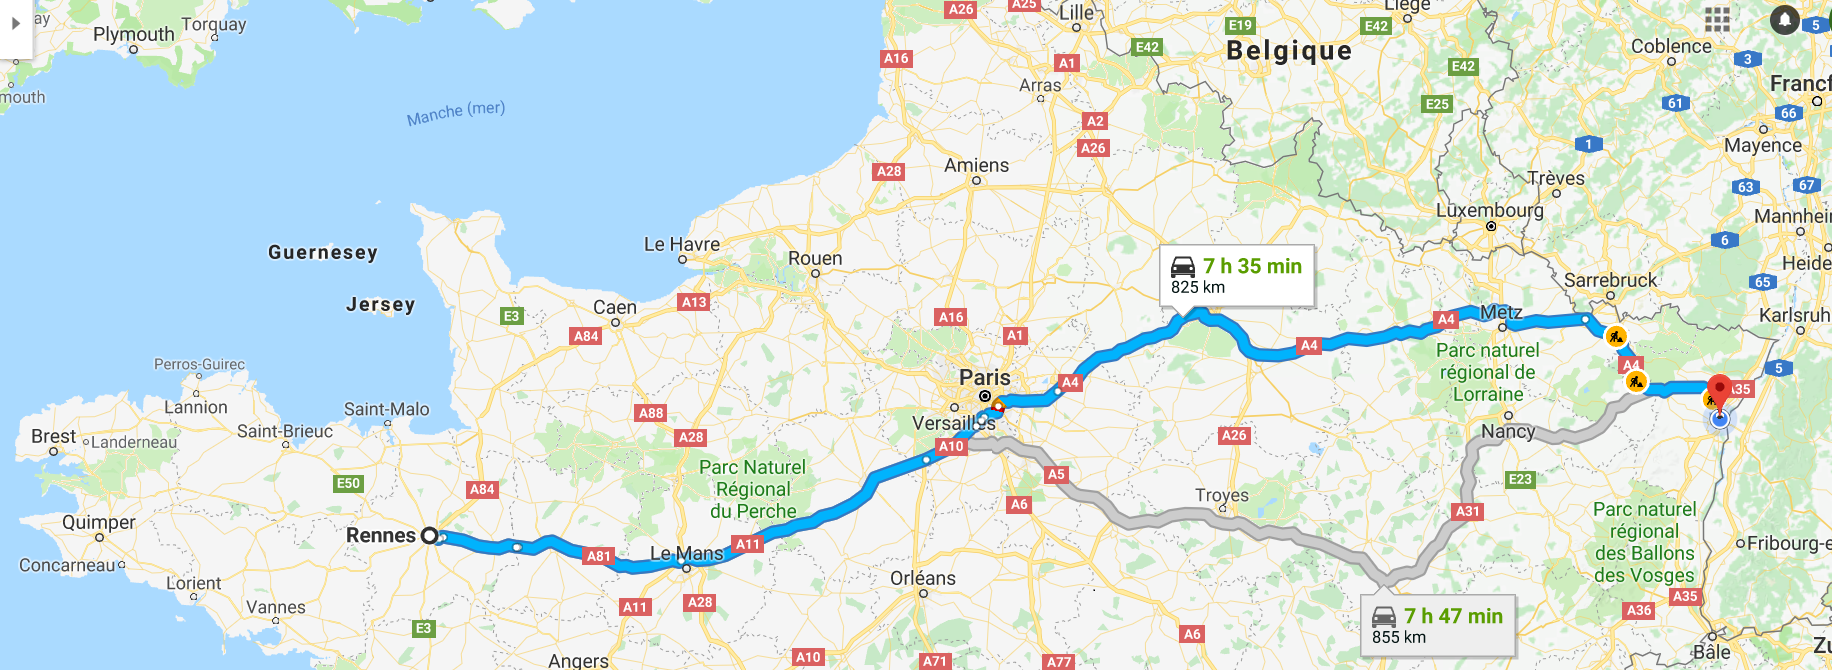 A26
A25
Lille
Liège
ay
Torquay
Plymouth
E19
E42
5
Belgique
E42
Coblence
A16
A1
3
E42
Francf
Arras
mouth
E25
61
66
Manche (mer)
A2
1
Mayence
A26
Amiens
A28
Trèves
63
67
Luxembourg
Mannheim
Le Havre
6
Guernesey
Rouen
7 h 35 min
825 km
Heide
Sarrebruck
65
Jersey
A13
Caen
E3
A16
A4
Metz
Karlsruh
A84
A1
A4
Parc naturel
régional de
Lorraine
Perros-Guirec
A4
5
Paris
A4
A35
Lannion
Saint-Malo
A88
Versailles
Saint-Brieuc
Brest
Landerneau
A28
A10
A26
Nancy
Parc Naturel
Régional
du Perche
A5
E50
A84
E23
Troyes
A6
A31
Parc naturel
régional
des Ballons
des Vosges
Quimper
Rennes
A11
Fribourg-e
Le Mans
A81
Concarneau
Lorient
Orléans
A28
A11
Vannes
7 h 47 min
855 km
A35
A36
E3
A6
Zu
Bâle
Angers
A10
A71
A77